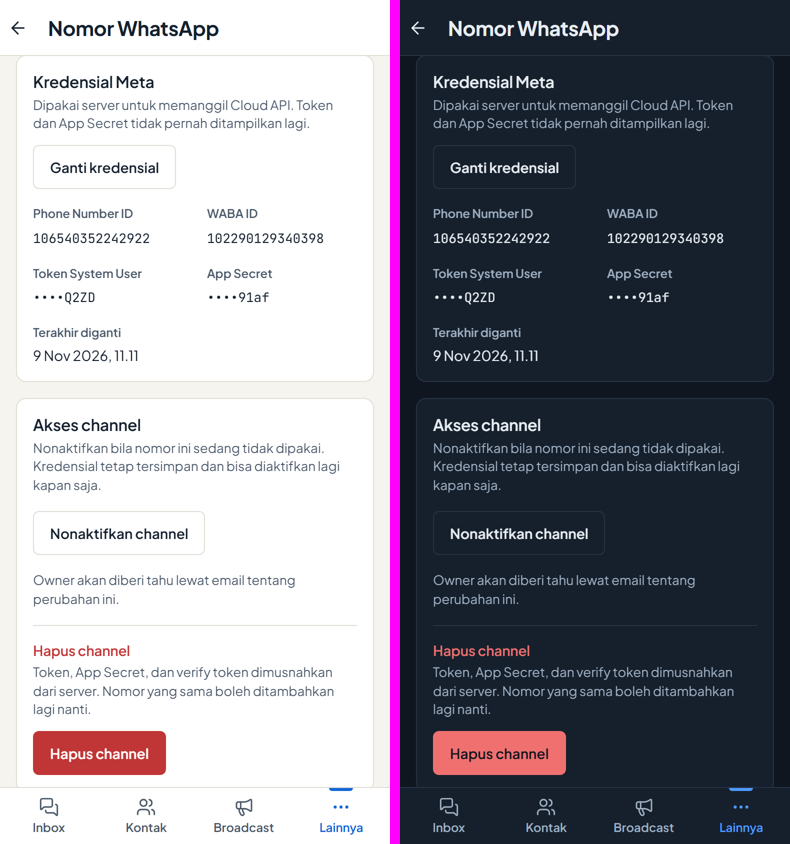 Nomor WhatsApp
Kredensial Meta
Dipakai server untuk memanggil Cloud API. Token
dan App Secret tidak pernah ditampilkan lagi.
Ganti kredensial
Phone Number ID WABA ID
106540352242922 102290129340398
Token System User App Secret
••••Q2ZD ••••91af
Terakhir diganti
9 Nov 2026, 11.11
Akses channel
Nonaktifkan bila nomor ini sedang tidak dipakai.
Kredensial tetap tersimpan dan bisa diaktifkan lagi
kapan saja.
Nonaktifkan channel
Owner akan diberi tahu lewat email tentang
perubahan ini.
Hapus channel
Token, App Secret, dan verify token dimusnahkan
dari server. Nomor yang sama boleh ditambahkan
lagi nanti.
Hapus channel
Inbox Kontak Broadcast Lainnya
Nomor WhatsApp
Kredensial Meta
Dipakai server untuk memanggil Cloud API. Token
dan App Secret tidak pernah ditampilkan lagi.
Ganti kredensial
Phone Number ID WABA ID
106540352242922 102290129340398
Token System User App Secret
••••Q2ZD ••••91af
Terakhir diganti
9 Nov 2026, 11.11
Akses channel
Nonaktifkan bila nomor ini sedang tidak dipakai.
Kredensial tetap tersimpan dan bisa diaktifkan lagi
kapan saja.
Nonaktifkan channel
Owner akan diberi tahu lewat email tentang
perubahan ini.
Hapus channel
Token, App Secret, dan verify token dimusnahkan
dari server. Nomor yang sama boleh ditambahkan
lagi nanti.
Hapus channel
Inbox Kontak Broadcast Lainnya